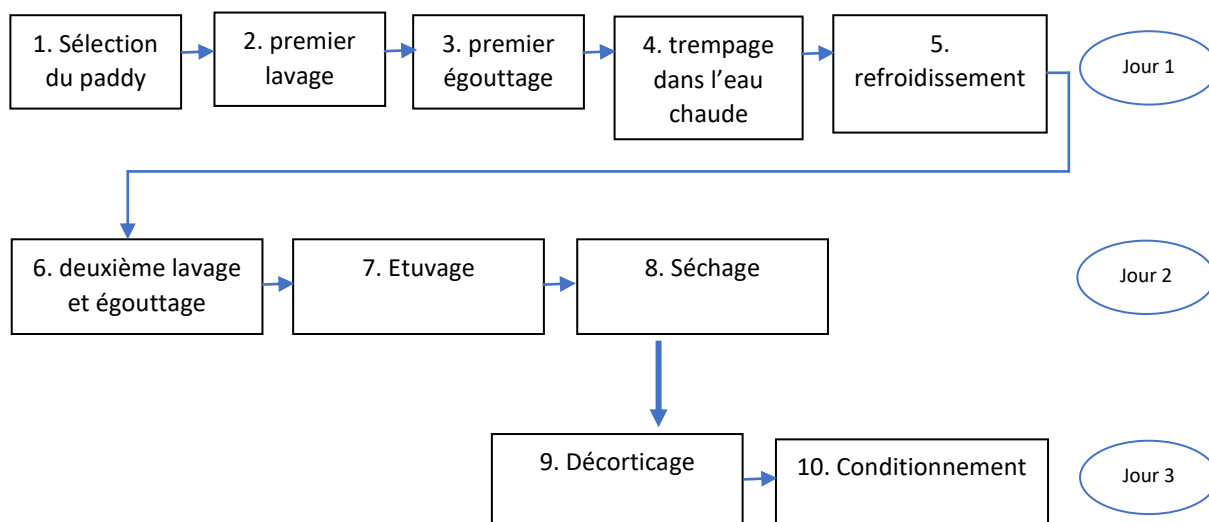 1. Sélection
du paddy
2. premier
lavage
3. premier
égouttage
4. trempage
dans l’eau
chaude
5.
refroidissement
Jour 1
6. deuxième lavage
et égouttage
7. Etuvage
8. Séchage
Jour 2
9. Décorticage
10. Conditionnement
Jour 3